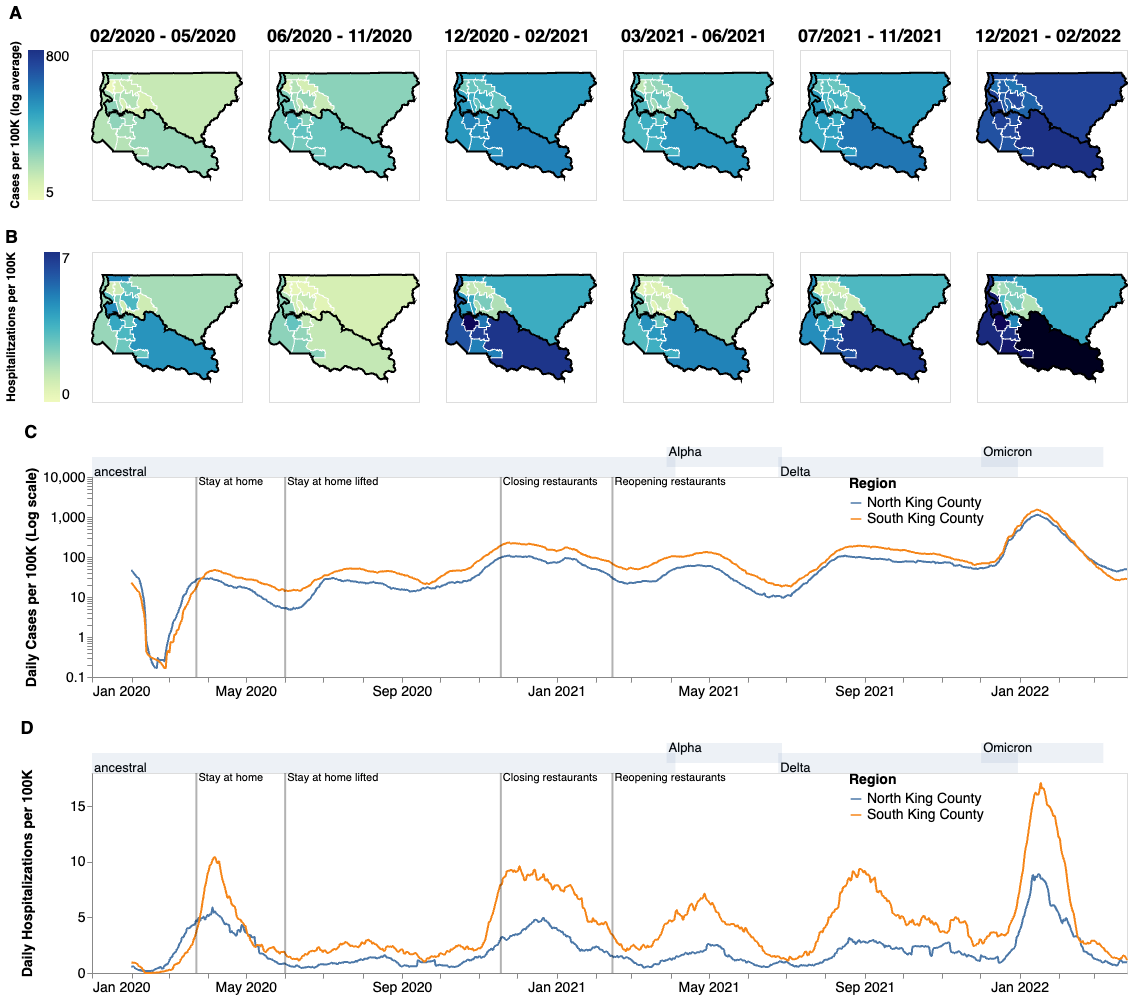 A
02/2020 - 05/2020 06/2020 - 11/2020 12/2020 - 02/2021 03/2021 - 06/2021 07/2021 - 11/2021 12/2021 - 02/2022
Cases per 100K (log average)
800
5
B
Hospitalizations per 100K
7
0
C
Alpha Omicron
ancestral Delta
Daily Cases per 100K (Log scale)
10,000
1,000
100
10
1
0.1
Stay at home Stay at home lifted Closing restaurants Reopening restaurants
Region
North King County
South King County
Jan 2020 May 2020 Sep 2020 Jan 2021 May 2021 Sep 2021 Jan 2022
D
Alpha Omicron
ancestral Delta
Daily Hospitalizations per 100K
15
10
5
0
Stay at home Stay at home lifted Closing restaurants Reopening restaurants
Region
North King County
South King County
Jan 2020 May 2020 Sep 2020 Jan 2021 May 2021 Sep 2021 Jan 2022